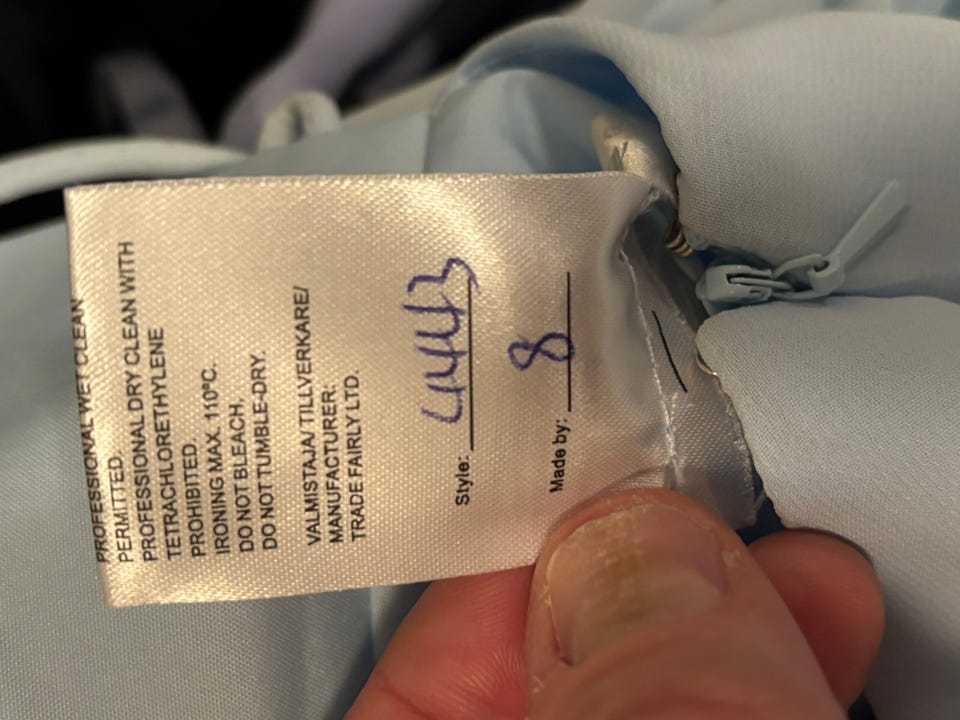 PROFESSIONAL WET CLEAN
PERMITTED.
PROFESSIONAL DRY CLEAN WITH
TETRACHLORETHYLENE
PROHIBITED.
IRONING MAX. 110°C.
DO NOT BLEACH.
DO NOT TUMBLE-DRY.
VALMISTAJA/ TILLVERKARE/
MANUFACTURER:
TRADE FAIRLY LTD.
Style: 4443
Made by: 8